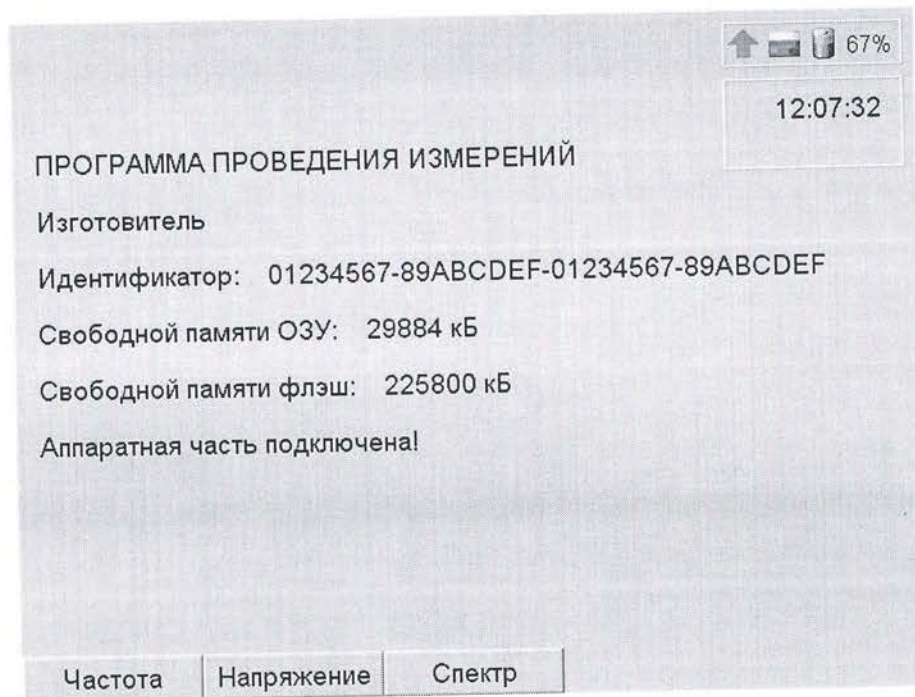 67%
12:07:32
ПРОГРАММА ПРОВЕДЕНИЯ ИЗМЕРЕНИЙ
Изготовитель
Идентификатор: 01234567-89ABCDEF-01234567-89ABCDEF
Свободной памяти ОЗУ: 29884 кБ
Свободной памяти флэш: 225800 кБ
Аппаратная часть подключена!
Частота Напряжение Спектр